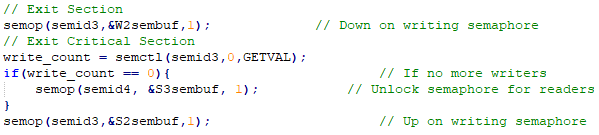 // Exit Section
semop(semid3,&W2sembuf,1); // Down on writing semaphore
// Exit Critical Section
write_count = semctl(semid3,0,GETVAL);
if(write_count == 0){ // If no more writers
semop(semid4, &S3sembuf, 1); // Unlock semaphore for readers
}
semop(semid3,&S2sembuf,1); // Up on writing semaphore